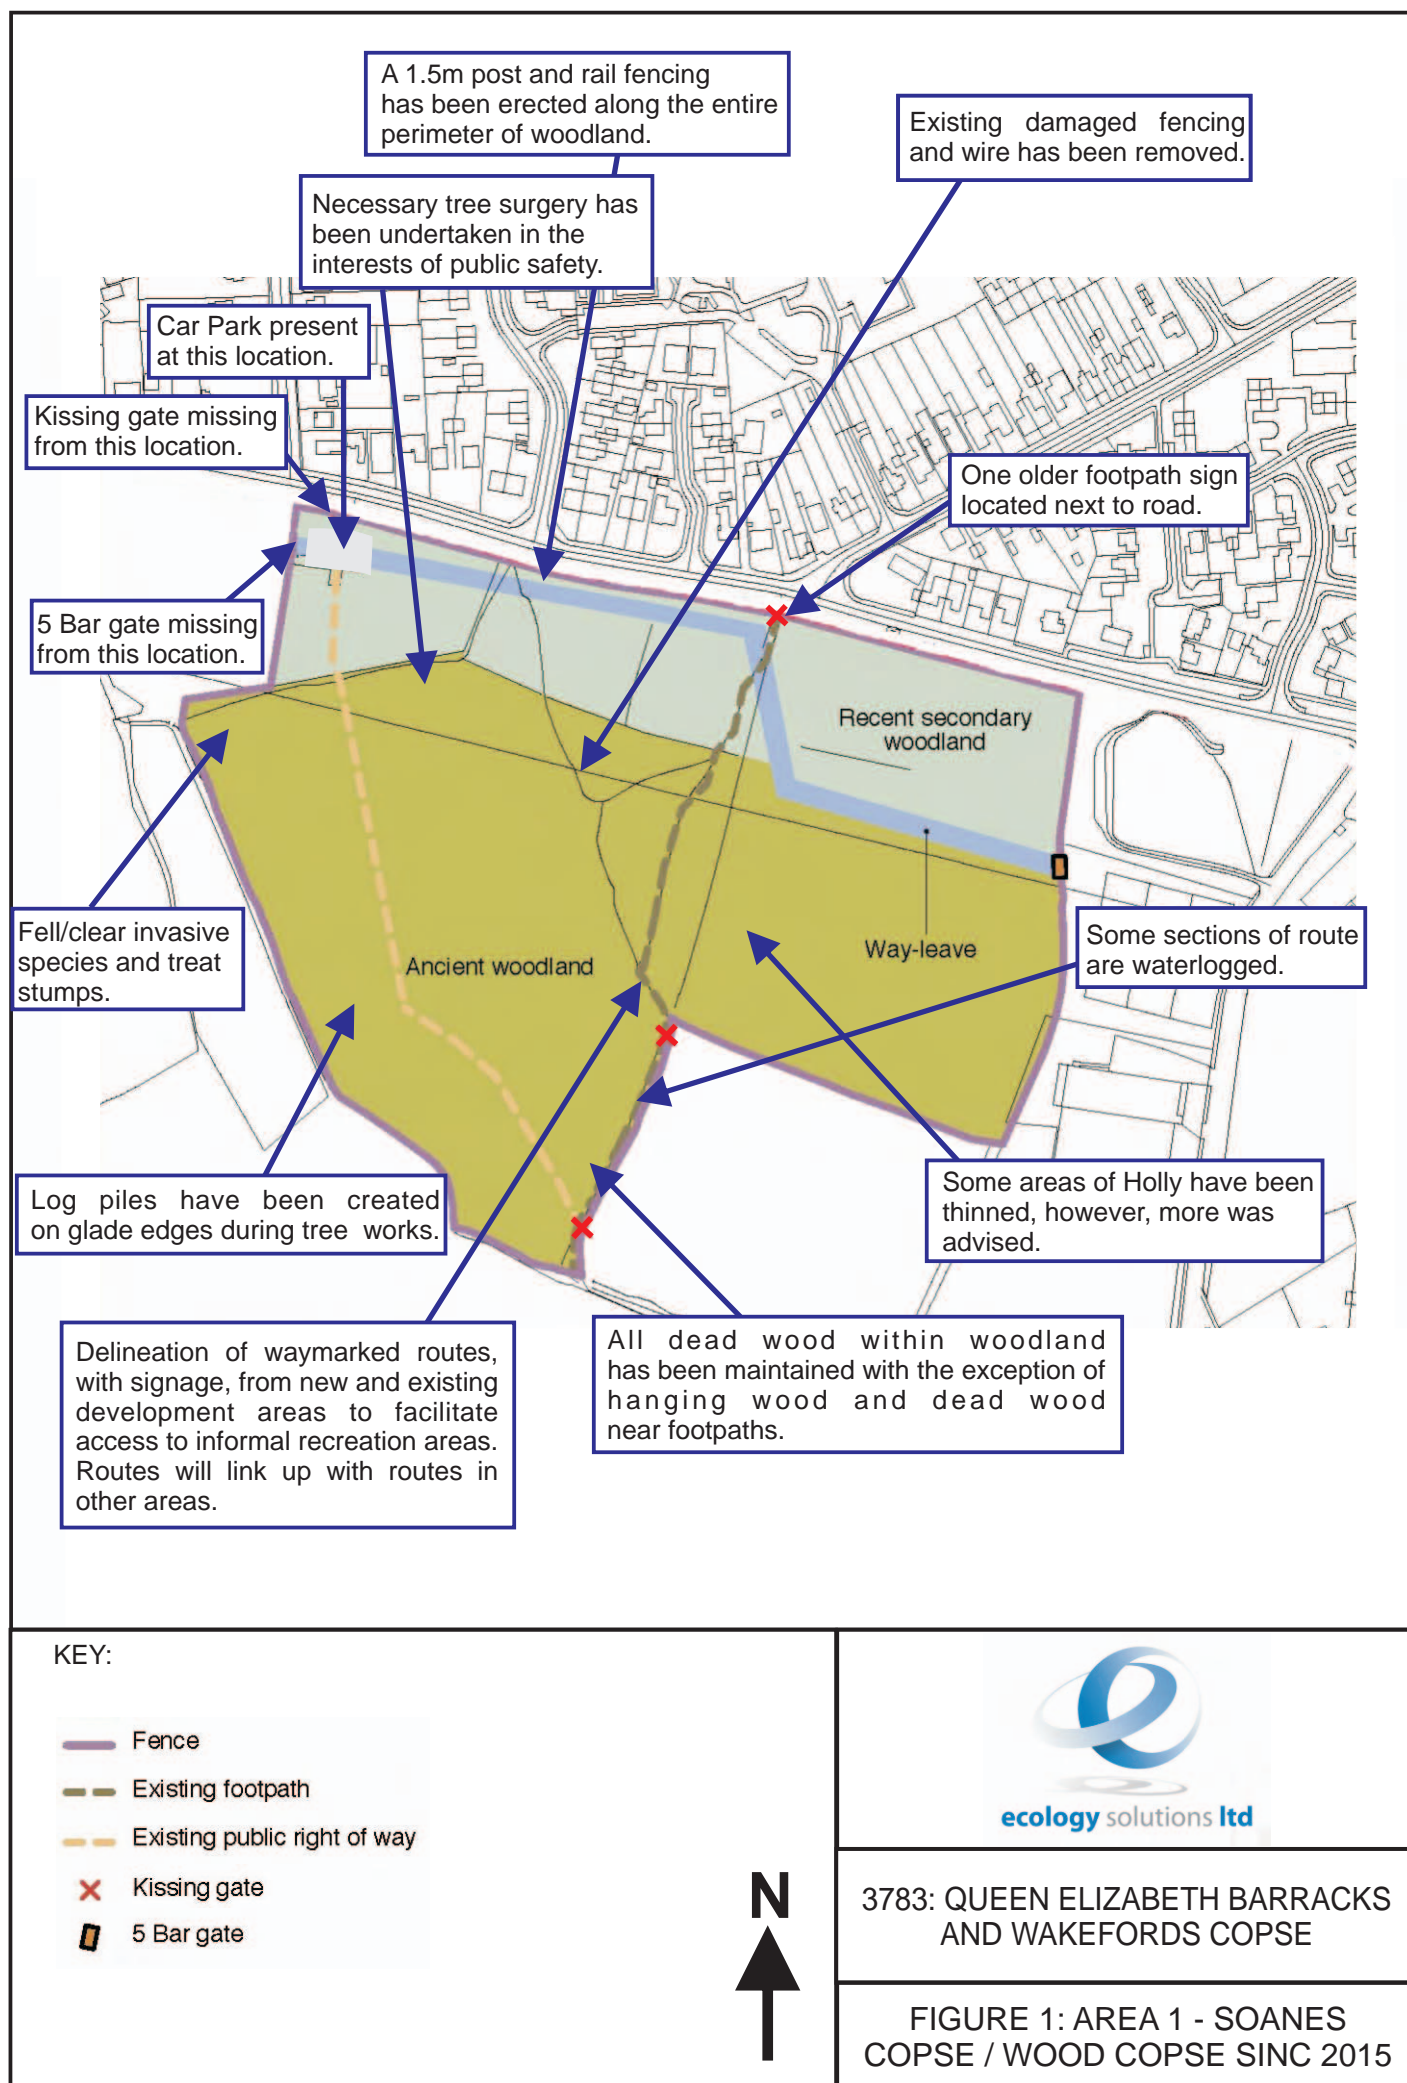 A 1.5m post and rail fencing
has been erected along the entire
perimeter of woodland.
Existing damaged fencing
and wire has been removed.
Necessary tree surgery has
been undertaken in the
interests of public safety.
Car Park present
at this location.
Kissing gate missing
from this location.
One older footpath sign
located next to road.
5 Bar gate missing
from this location.
Recent secondary
woodland
Fell/clear invasive
species and treat
stumps.
Ancient woodland
Way-leave
Some sections of route
are waterlogged.
Log piles have been created
on glade edges during tree works.
Some areas of Holly have been
thinned, however, more was
advised.
Delineation of waymarked routes,
with signage, from new and existing
development areas to facilitate
access to informal recreation areas.
Routes will link up with routes in
other areas.
All dead wood within woodland
has been maintained with the exception of
hanging wood and dead wood
near footpaths.
KEY:
Fence
Existing footpath
Existing public right of way
Kissing gate
5 Bar gate
N
ecology solutions ltd
3783: QUEEN ELIZABETH BARRACKS
AND WAKEFORDS COPSE
FIGURE 1: AREA 1 - SOANES
COPSE / WOOD COPSE SINC 2015